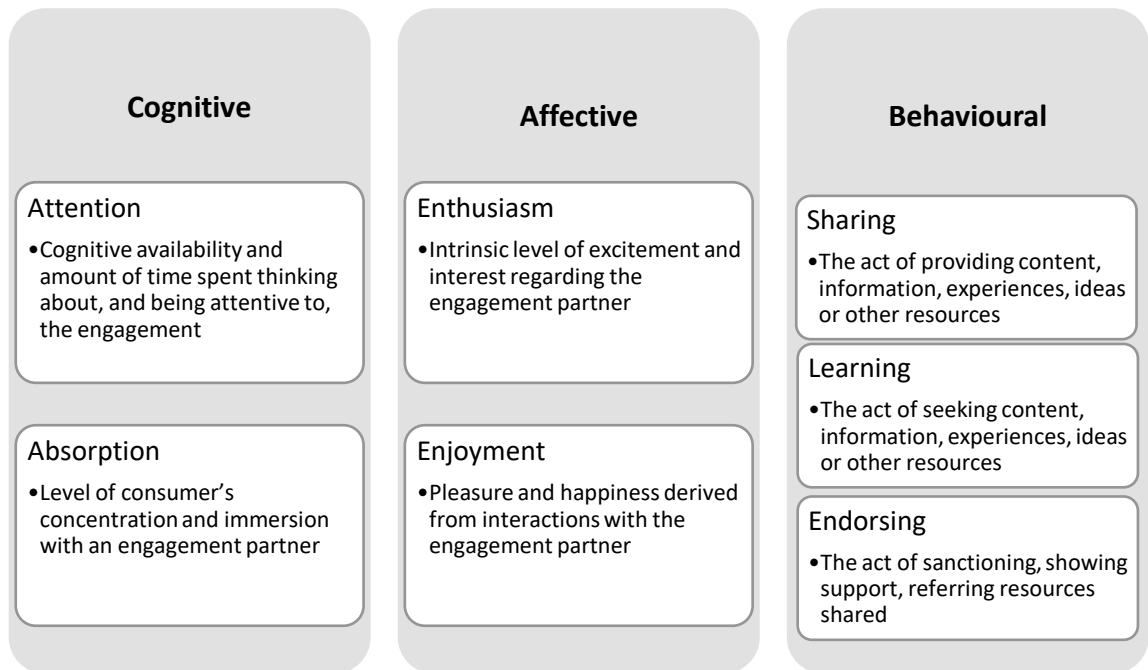 Cognitive
Attention
•Cognitive availability and
amount of time spent thinking
about, and being attentive to,
the engagement
Absorption
•Level of consumer’s
concentration and immersion
with an engagement partner
Affective
Enthusiasm
•Intrinsic level of excitement and
interest regarding the
engagement partner
Enjoyment
•Pleasure and happiness derived
from interactions with the
engagement partner
Behavioural
Sharing
•The act of providing content,
information, experiences, ideas
or other resources
Learning
•The act of seeking content,
information, experiences, ideas
or other resources
Endorsing
•The act of sanctioning, showing
support, referring resources
shared